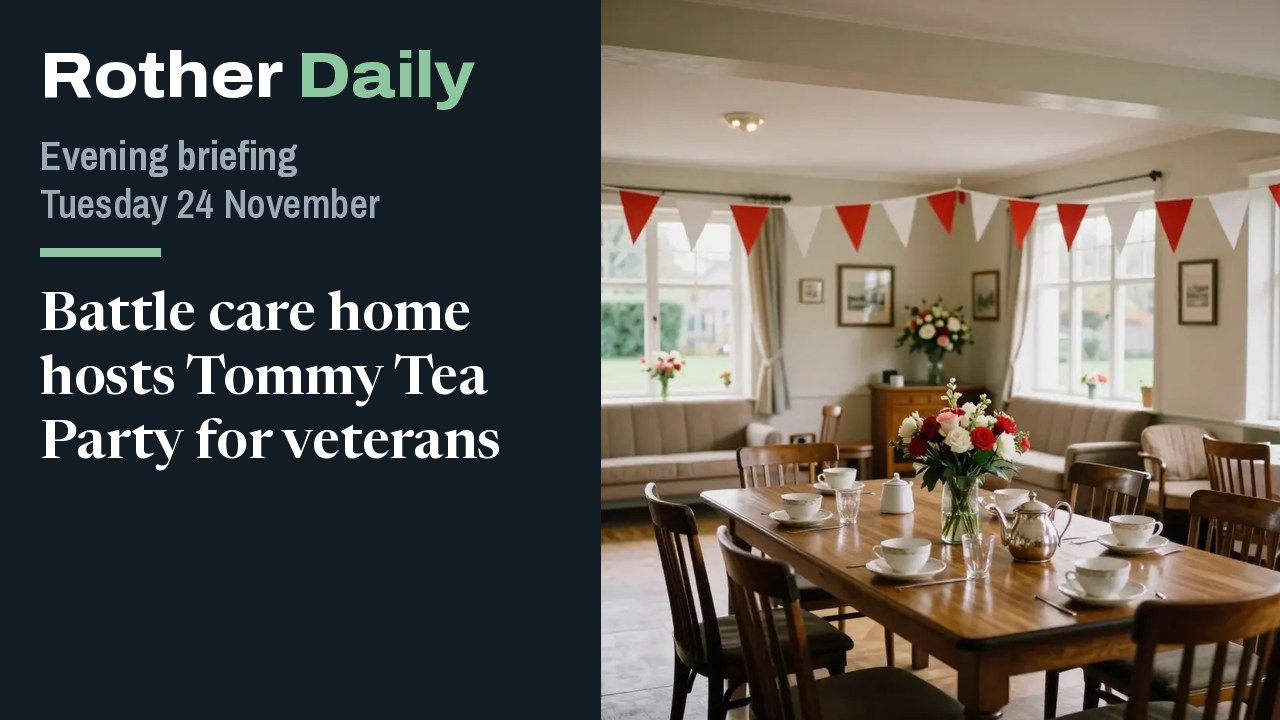 Rother Daily
Evening briefing
Tuesday 24 November
Battle care home
hosts Tommy Tea
Party for veterans